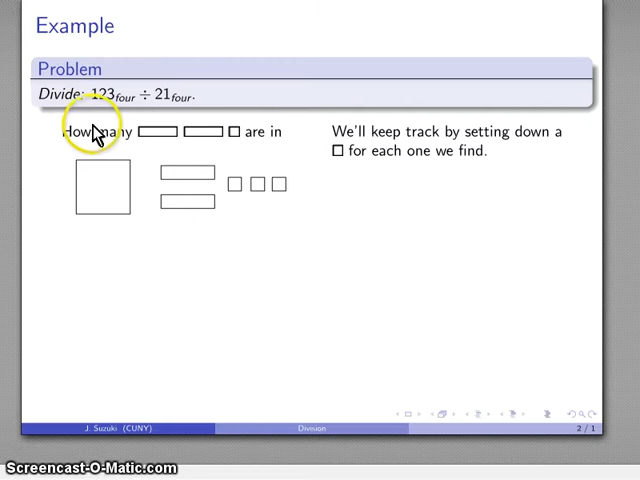 Example
Problem
Divide: 123four ÷ 21four.
How many are in
We'll keep track by setting down a
for each one we find.
J. Suzuki (CUNY)
Division
2 / 1
Screencast-O-Matic.com